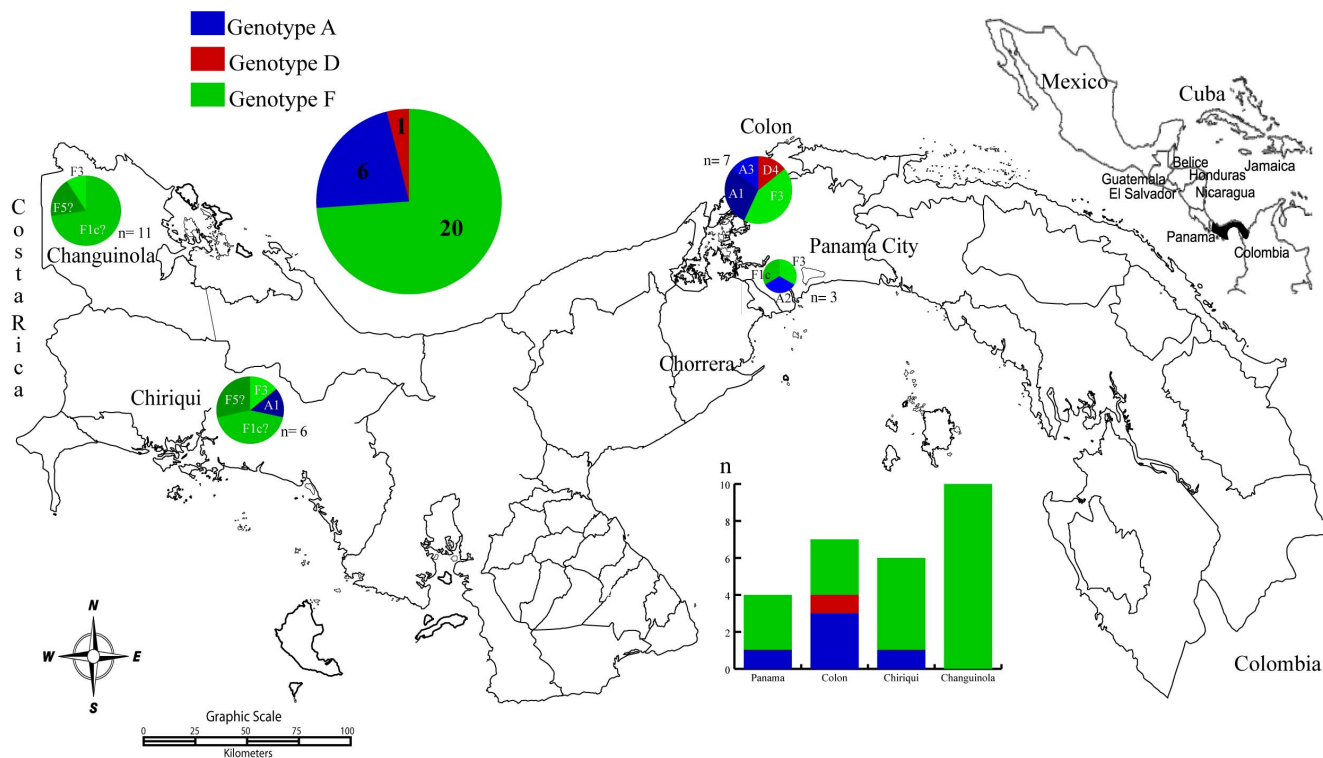 Genotype A
Genotype D
Genotype F
1
6
20
Mexico
Cuba
Belice
Jamaica
Guatemala
Honduras
El Salvador
Nicaragua
Panama
Colombia
Costa Rica
F3
F5?
F1c?
n= 11
Changuinola
Colon
n= 7
A3
D4
A1
F3
Panama City
F1c
F3
A2
n= 3
Chorrera
Chiriqui
F5?
F3
A1
F1c?
n= 6
n
10
8
6
4
2
0
Panama
Colon
Chiriqui
Changuinola
Colombia
N
W
E
S
Graphic Scale
0 25 50 75 100
Kilometers